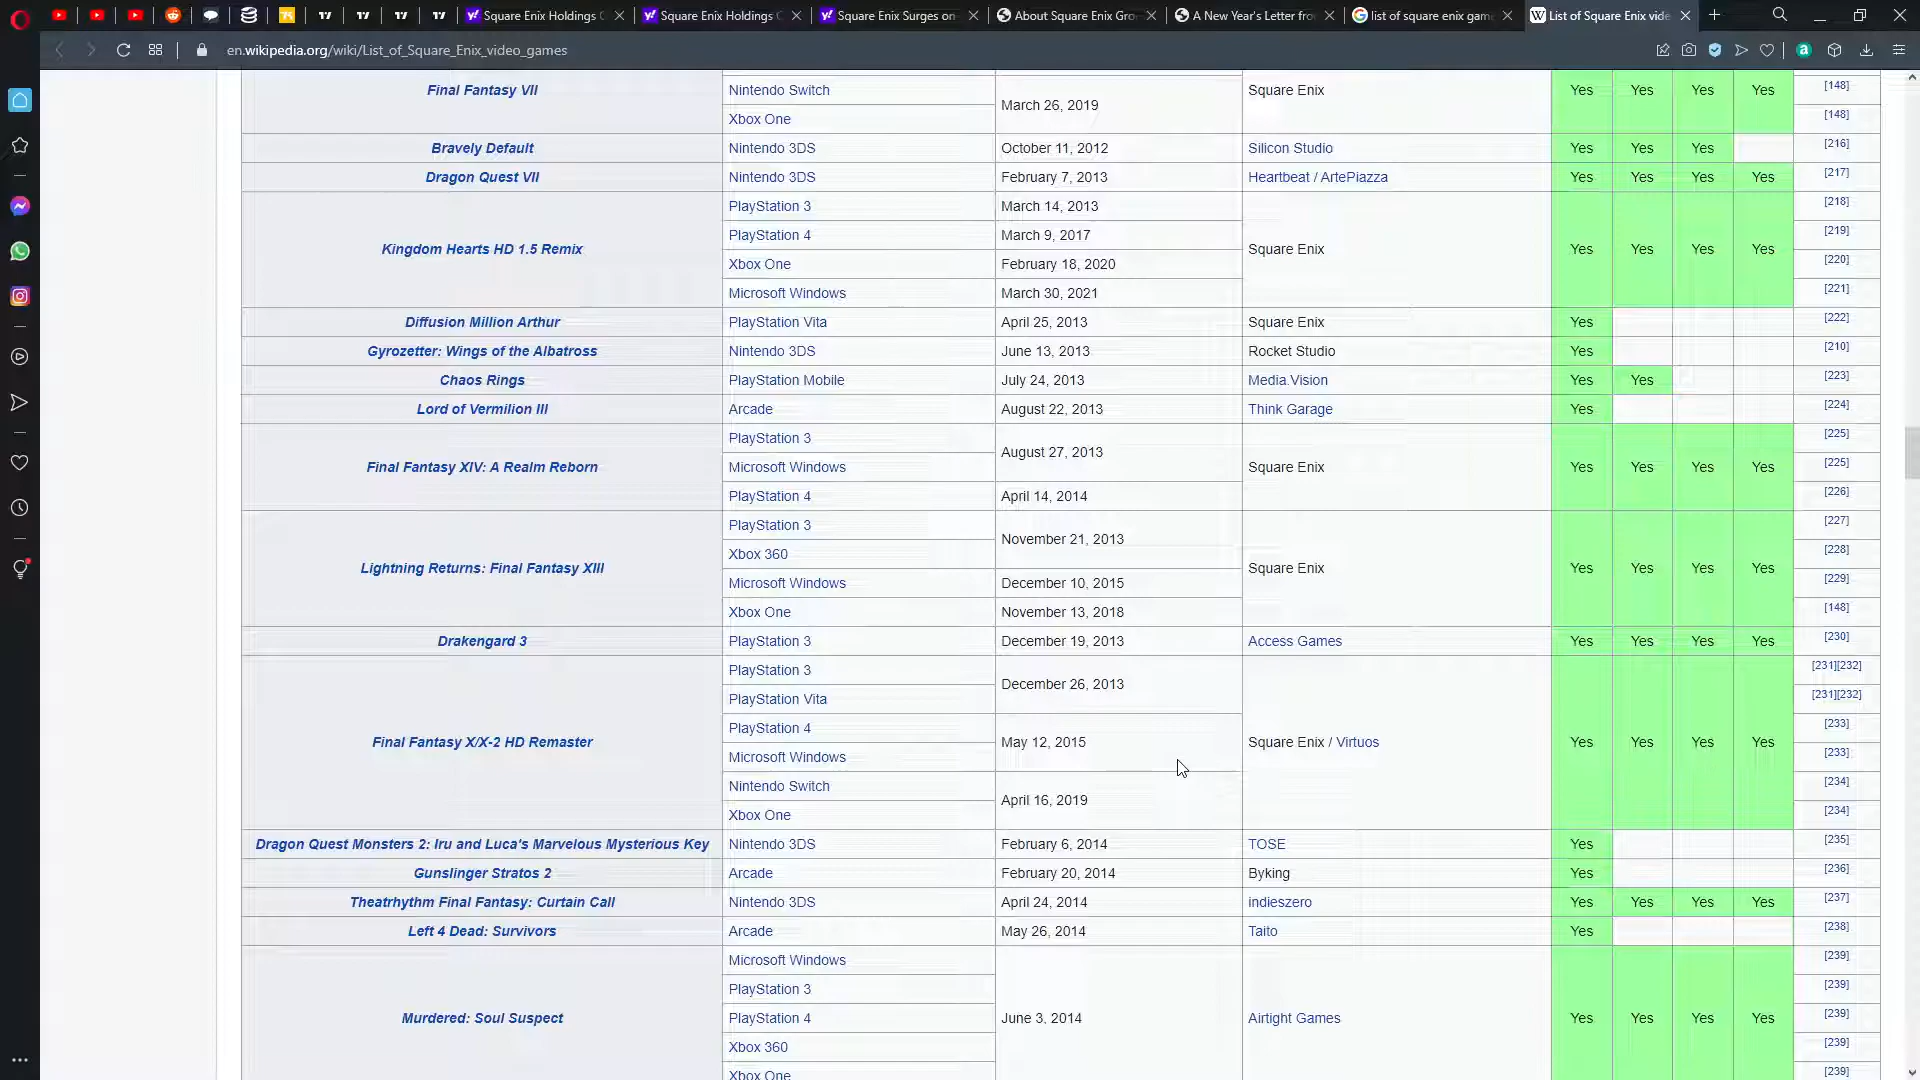 Square Enix Holdings C
Square Enix Holdings C
Square Enix Surges on
About Square Enix Gro
A New Year's Letter fro
list of square enix gam
List of Square Enix vide
en.wikipedia.org/wiki/List_of_Square_Enix_video_games
Final Fantasy VII
Nintendo Switch
March 26, 2019
Square Enix
Yes Yes Yes Yes
[148]
Xbox One
[148]
Bravely Default Nintendo 3DS October 11, 2012 Silicon Studio Yes Yes Yes [216]
Dragon Quest VII Nintendo 3DS February 7, 2013 Heartbeat / ArtePiazza Yes Yes Yes Yes [217]
Kingdom Hearts HD 1.5 Remix
PlayStation 3 March 14, 2013 [218]
PlayStation 4 March 9, 2017 [219]
Square Enix Yes Yes Yes Yes
Xbox One February 18, 2020 [220]
Microsoft Windows March 30, 2021 [221]
Diffusion Million Arthur PlayStation Vita April 25, 2013 Square Enix Yes [222]
Gyrozetter: Wings of the Albatross Nintendo 3DS June 13, 2013 Rocket Studio Yes [210]
Chaos Rings PlayStation Mobile July 24, 2013 Media.Vision Yes Yes [223]
Lord of Vermilion III Arcade August 22, 2013 Think Garage Yes [224]
PlayStation 3 August 27, 2013 [225]
Final Fantasy XIV: A Realm Reborn Microsoft Windows Square Enix Yes Yes Yes Yes [225]
PlayStation 4 April 14, 2014 [226]
PlayStation 3 November 21, 2013 [227]
Xbox 360 [228]
Lightning Returns: Final Fantasy XIII Square Enix Yes Yes Yes Yes
Microsoft Windows December 10, 2015 [229]
Xbox One November 13, 2018 [148]
Drakengard 3 PlayStation 3 December 19, 2013 Access Games Yes Yes Yes Yes [230]
PlayStation 3 December 26, 2013 [231][232]
PlayStation Vita [231][232]
PlayStation 4 [233]
Final Fantasy X/X-2 HD Remaster May 12, 2015 Square Enix / Virtuos Yes Yes Yes Yes
Microsoft Windows [233]
Nintendo Switch April 16, 2019 [234]
Xbox One [234]
Dragon Quest Monsters 2: Iru and Luca's Marvelous Mysterious Key Nintendo 3DS February 6, 2014 TOSE Yes [235]
Gunslinger Stratos 2 Arcade February 20, 2014 Byking Yes [236]
Theatrhythm Final Fantasy: Curtain Call Nintendo 3DS April 24, 2014 indieszero Yes Yes Yes Yes [237]
Left 4 Dead: Survivors Arcade May 26, 2014 Taito Yes [238]
Microsoft Windows [239]
PlayStation 3 [239]
Murdered: Soul Suspect PlayStation 4 June 3, 2014 Airtight Games Yes Yes Yes Yes [239]
Xbox 360 [239]
Xbox One [239]